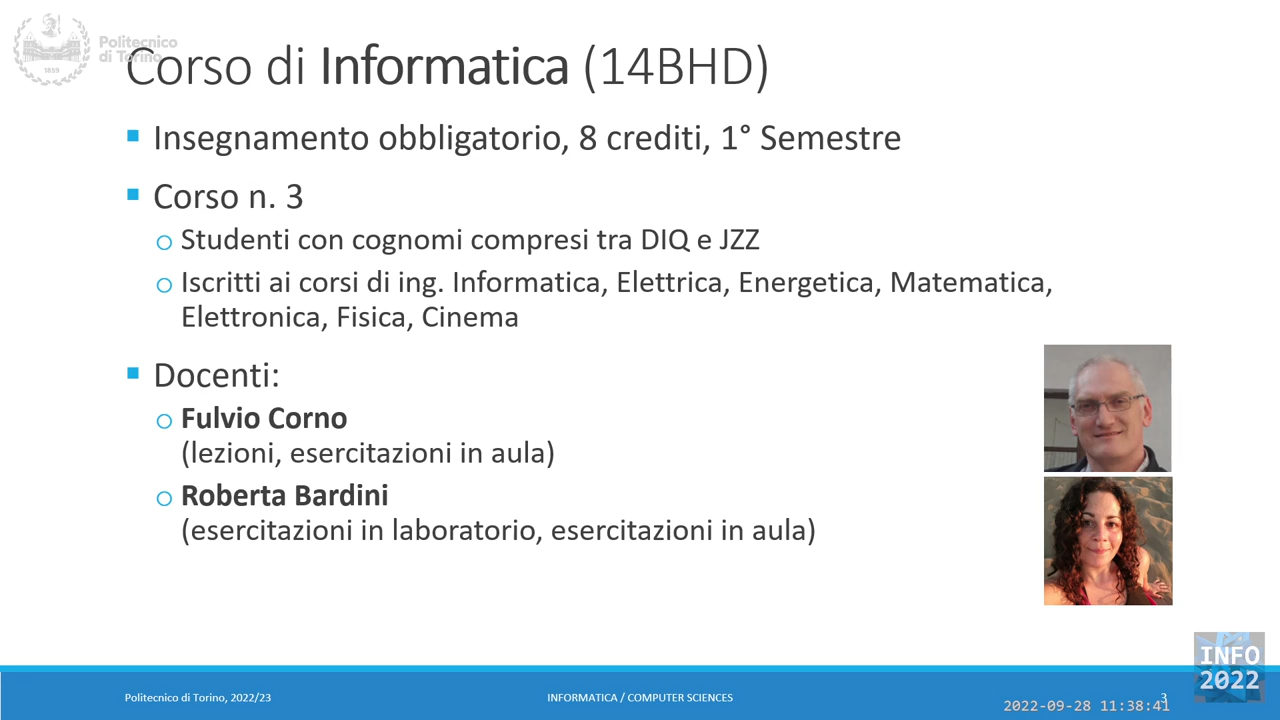 Politecnico
di Torino
1859
Corso di Informatica (14BHD)
Insegnamento obbligatorio, 8 crediti, 1° Semestre
Corso n. 3
Studenti con cognomi compresi tra DIQ e JZZ
Iscritti ai corsi di ing. Informatica, Elettrica, Energetica, Matematica,
Elettronica, Fisica, Cinema
Docenti:
Fulvio Corno
(lezioni, esercitazioni in aula)
Roberta Bardini
(esercitazioni in laboratorio, esercitazioni in aula)
INFO
2022
Politecnico di Torino, 2022/23
INFORMATICA / COMPUTER SCIENCES
3
2022-09-28 11:38:41